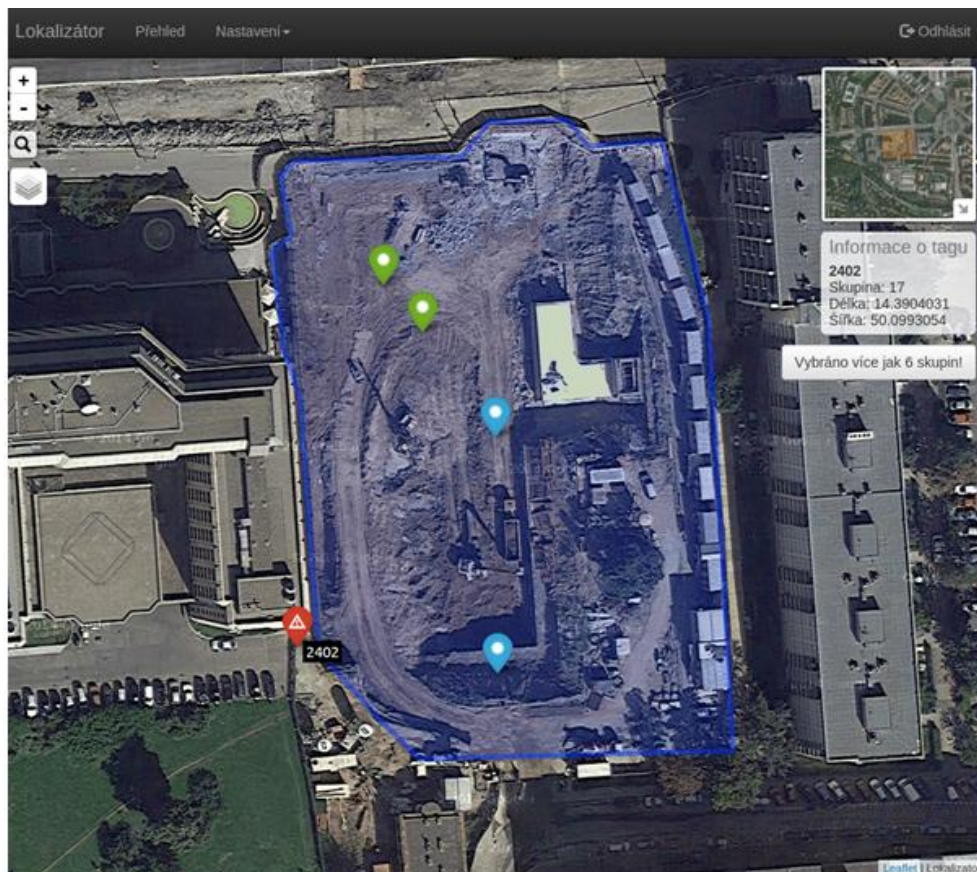 Lokalizátor Přehled Nastavení Odhlásit
+
-
Informace o tagu
2402
Skupina: 17
Délka: 14.3904031
Šířka: 50.0993054
Vybráno více jak 6 skupin!
2402
Leaflet | Lokalizátor